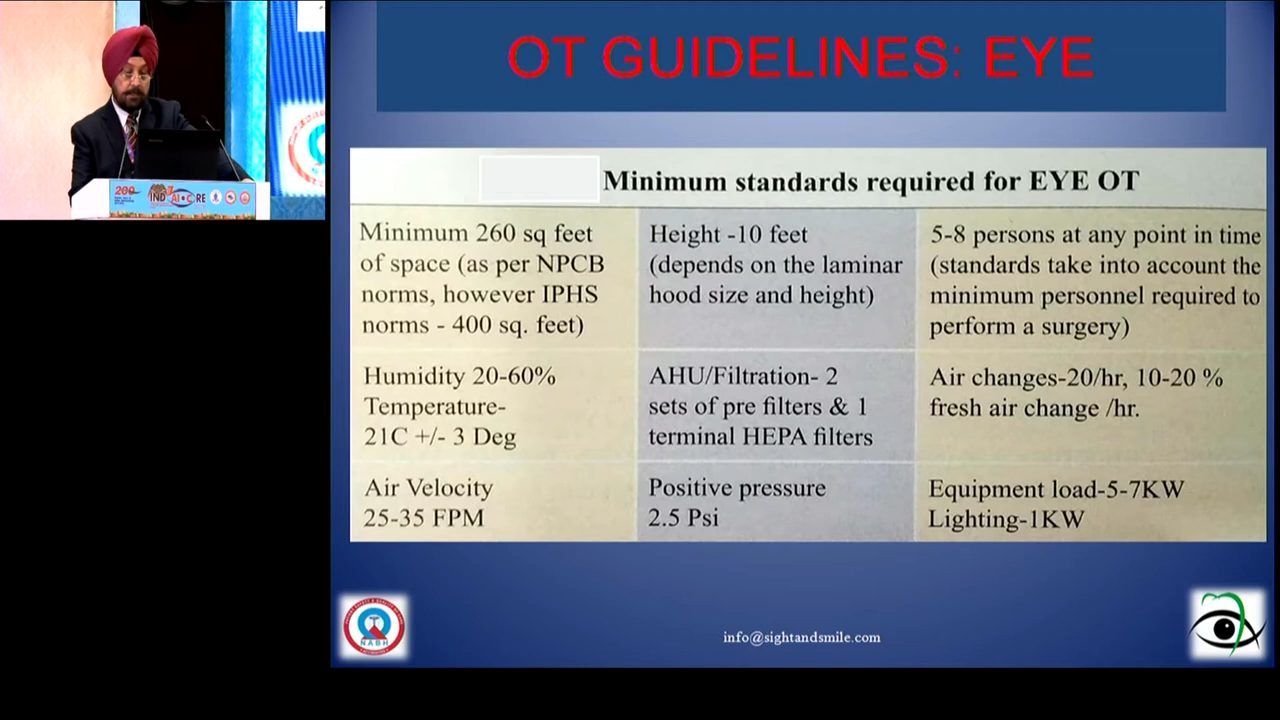 OT GUIDELINES: EYE
Minimum standards required for EYE OT
Minimum 260 sq feet
of space (as per NPCB
norms, however IPHS
norms - 400 sq. feet)
Height -10 feet
(depends on the laminar
hood size and height)
5-8 persons at any point in time
(standards take into account the
minimum personnel required to
perform a surgery)
Humidity 20-60%
Temperature-
21C +/- 3 Deg
AHU/Filtration- 2
sets of pre filters & 1
terminal HEPA filters
Air changes-20/hr, 10-20 %
fresh air change /hr.
Air Velocity
25-35 FPM
Positive pressure
2.5 Psi
Equipment load-5-7KW
Lighting-1KW
NABH
info@sightandsmile.com